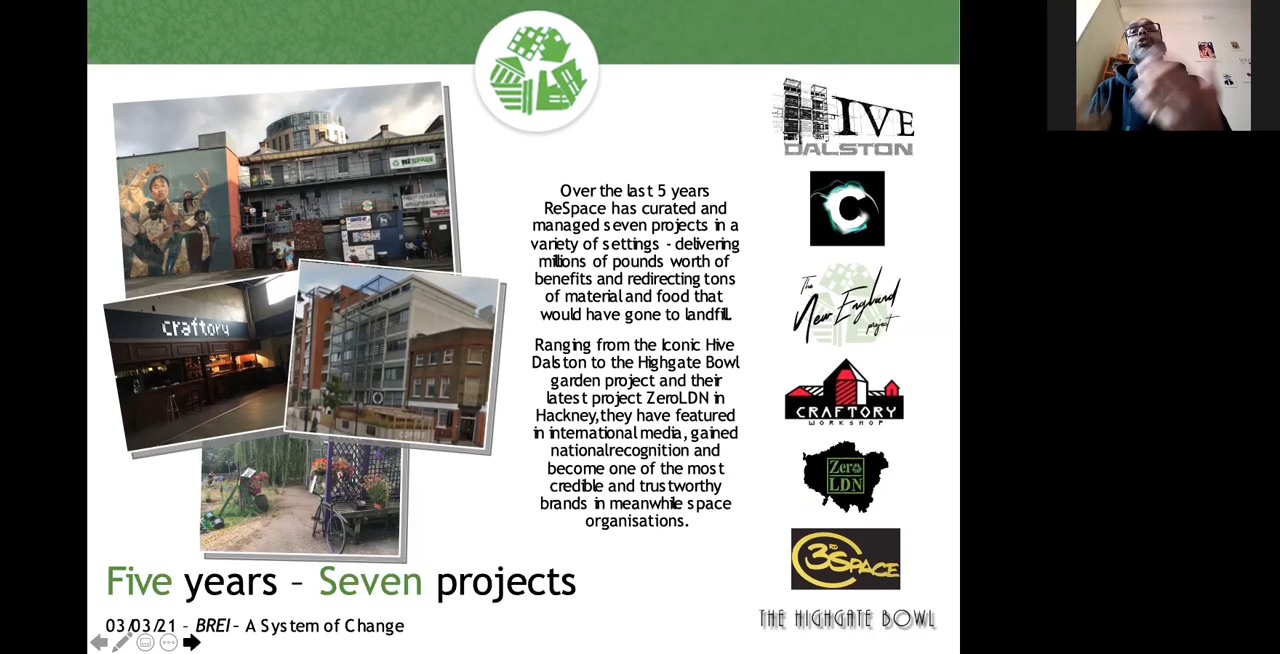 HIVE
DALSTON
C
The
New England
project
CRAFTORY
WORKSHOP
Zero
LDN
3RD SPACE
THE HIGHGATE BOWL
craftory
Over the last 5 years
ReSpace has curated and
managed seven projects in a
variety of settings - delivering
millions of pounds worth of
benefits and redirecting tons
of material and food that
would have gone to landfill.
Ranging from the Iconic Hive
Dalston to the Highgate Bowl
garden project and their
latest project ZeroLDN in
Hackney,they have featured
in international media, gained
nationalrecognition and
become one of the most
credible and trustworthy
brands in meanwhile space
organisations.
Five years – Seven projects
03/03/21 – BREI – A System of Change